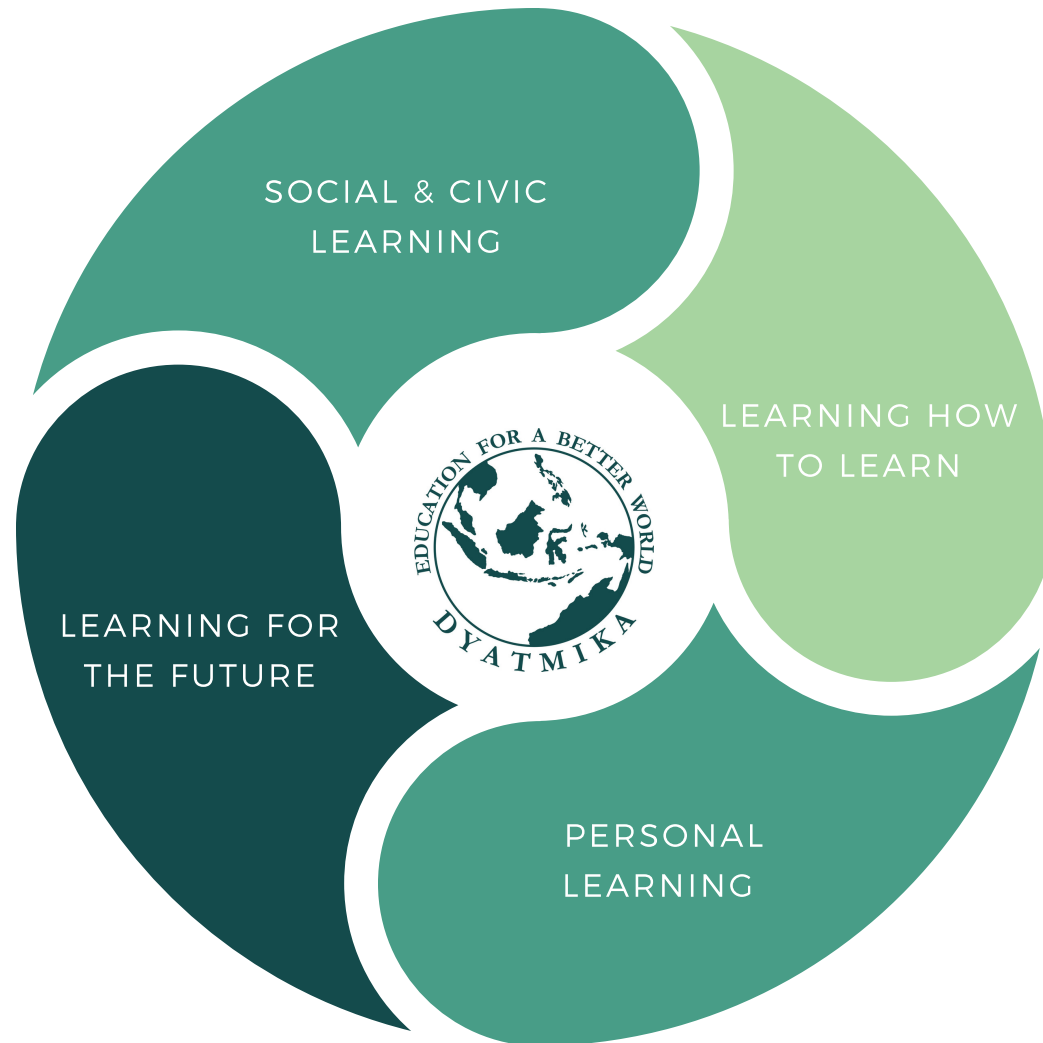 SOCIAL & CIVIC
LEARNING
LEARNING HOW
TO LEARN
EDUCATION FOR A BETTER WORLD
DYATMIKA
LEARNING FOR
THE FUTURE
PERSONAL
LEARNING